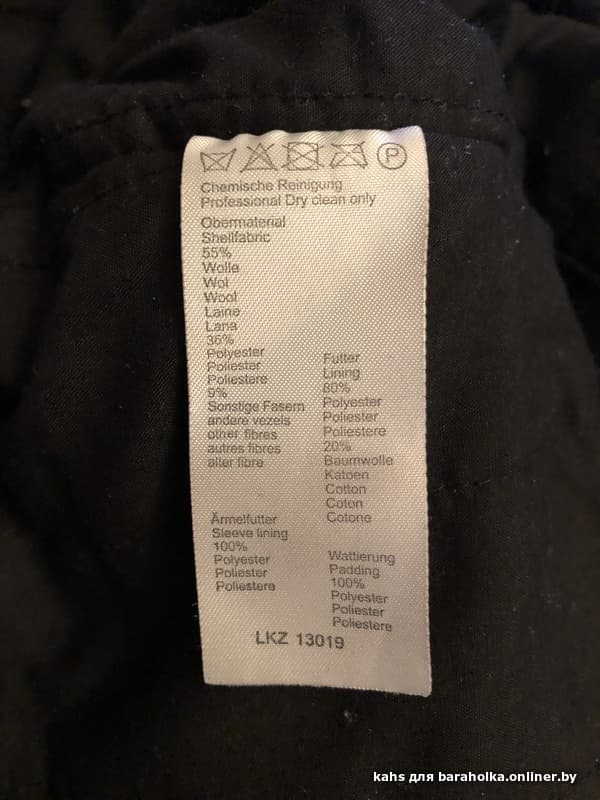 P
Chemische Reinigung
Professional Dry clean only
Obermaterial
Shellfabric
55%
Wolle
Wol
Wool
Laine
Lana
36%
Polyester
Poliester
Poliestere
9%
Sonstige Fasern
andere vezels
other fibres
autres fibres
alter fibre
Futter
Lining
80%
Polyester
Poliester
Poliestere
20%
Baumwolle
Katoen
Cotton
Coton
Cotone
Ärmelfutter
Sleeve lining
100%
Polyester
Poliester
Poliestere
Wattierung
Padding
100%
Polyester
Poliester
Poliestere
LKZ 13019
kahs для baraholka.onliner.by